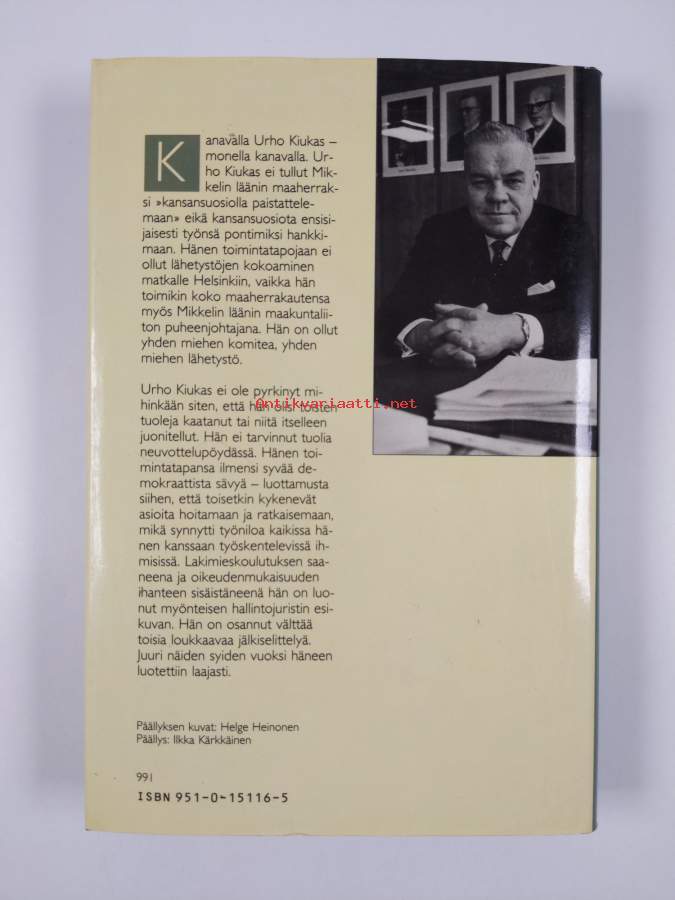 Kanavalla Urho Kiukas –
monella kanavalla. Ur-
ho Kiukas ei tullut Mik-
kelin läänin maaherrak-
si »kansansuosiolla paistattele-
maan» eikä kansansuosiota ensisi-
jaisesti työnsä pontimiksi hankki-
maan. Hänen toimintatapojaan ei
ollut lähetystöjen kokoaminen
matkalle Helsinkiin, vaikka hän
toimikin koko maaherrakautensa
myös Mikkelin läänin maakuntalii-
ton puheenjohtajana. Hän on ollut
yhden miehen komitea, yhden
miehen lähetystö.
Urho Kiukas ei ole pyrkinyt mi-
hinkään siten, että hän olisi toisten
tuoleja kaatanut tai niitä itselleen
juonitellut. Hän ei tarvinnut tuolia
neuvottelupöydässä. Hänen toi-
mintatapansa ilmensi syvää de-
mokraattista sävyä – luottamusta
siihen, että toisetkin kykenevät
asioita hoitamaan ja ratkaisemaan,
mikä synnytti työniloa kaikissa hä-
nen kanssaan työskentelevissä ih-
misissä. Lakimieskoulutuksen saa-
neena ja oikeudenmukaisuuden
ihanteen sisäistäneenä hän on luo-
nut myönteisen hallintojuristin esi-
kuvan. Hän on osannut välttää
toisia loukkaavaa jälkiselittelyä.
Juuri näiden syiden vuoksi häneen
luotettiin laajasti.
Päällyksen kuvat: Helge Heinonen
Päällys: Ilkka Kärkkäinen
991
ISBN 951-0-15116-5
Antikvariaatti.net